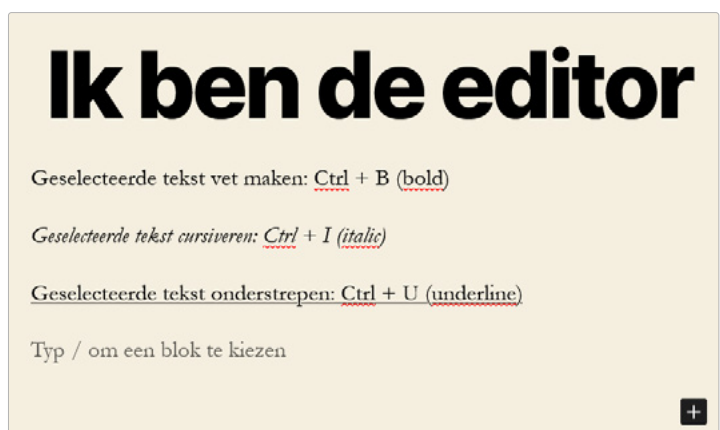 Ik ben de editor
Geselecteerde tekst vet maken: Ctrl + B (bold)
Geselecteerde tekst cursiveren: Ctrl + I (italic)
Geselecteerde tekst onderstrepen: Ctrl + U (underline)
Typ / om een blok te kiezen